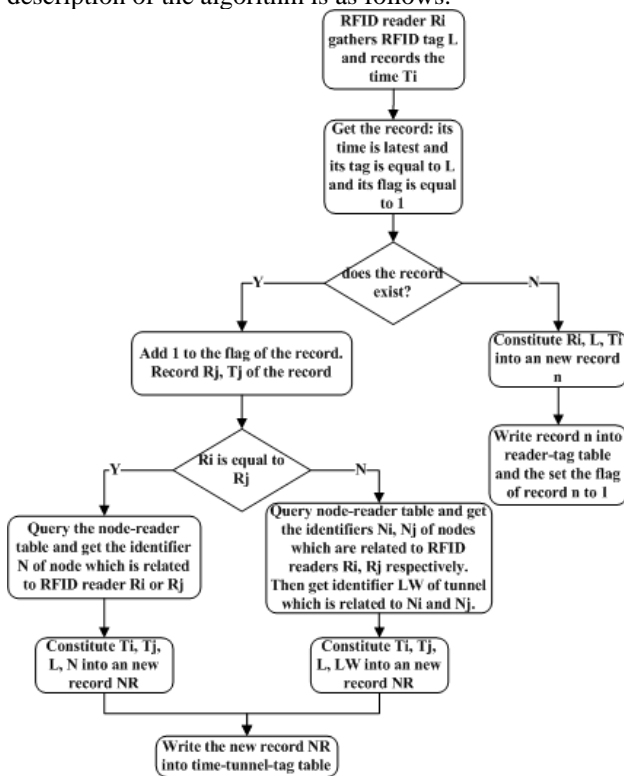 description of the algorithm is as follows.
RFID reader Ri
gathers RFID tag L
and records the
time Ti
Get the record: its
time is latest and
its tag is equal to L
and its flag is equal
to 1
does the record
exist?
Y
N
Add 1 to the flag of the record.
Record Rj, Tj of the record
Constitute Ri, L, Ti
into an new record
n
Write record n into
reader-tag table
and the set the flag
of record n to 1
Ri is equal to
Rj
Y
N
Query the node-reader
table and get the identifier
N of node which is related
to RFID reader Ri or Rj
Query node-reader table and get
the identifiers Ni, Nj of nodes
which are related to RFID
readers Ri, Rj respectively.
Then get identifier LW of tunnel
which is related to Ni and Nj.
Constitute Ti, Tj,
L, N into an new
record NR
Constitute Ti, Tj,
L, LW into an new
record NR
Write the new record NR
into time-tunnel-tag table